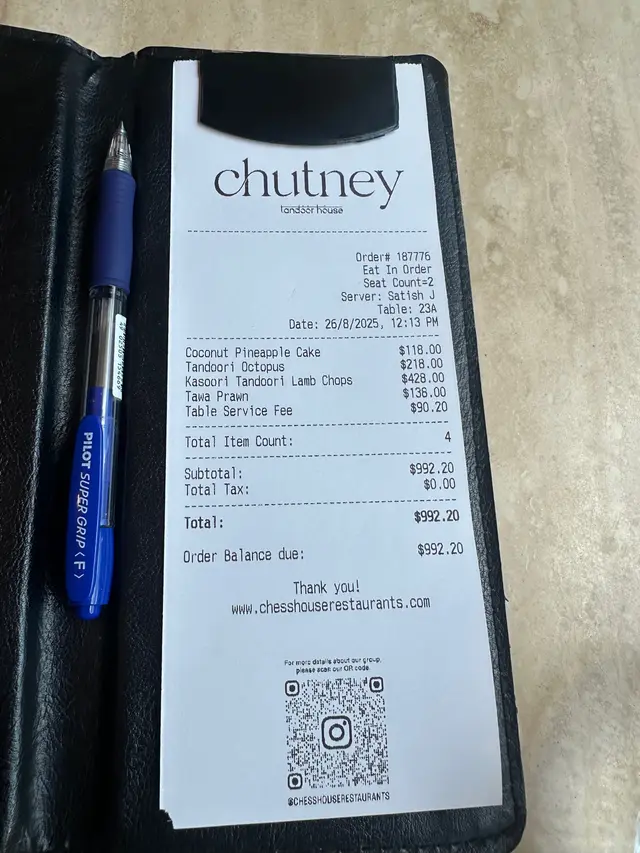 chutney
tandoor house
Order# 187776
Eat In Order
Seat Count=2
Server: Satish J
Table: 23A
Date: 26/8/2025, 12:13 PM
Coconut Pineapple Cake $118.00
Tandoori Octopus $218.00
Kasoori Tandoori Lamb Chops $428.00
Tawa Prawn $138.00
Table Service Fee $90.20
Total Item Count: 4
Subtotal: $992.20
Total Tax: $0.00
Total: $992.20
Order Balance due: $992.20
Thank you!
www.chesshouserestaurants.com
For more details about our group,
please scan our QR code.
@CHESSHOUSERESTAURANTS
PILOT SUPER GRIP <F>